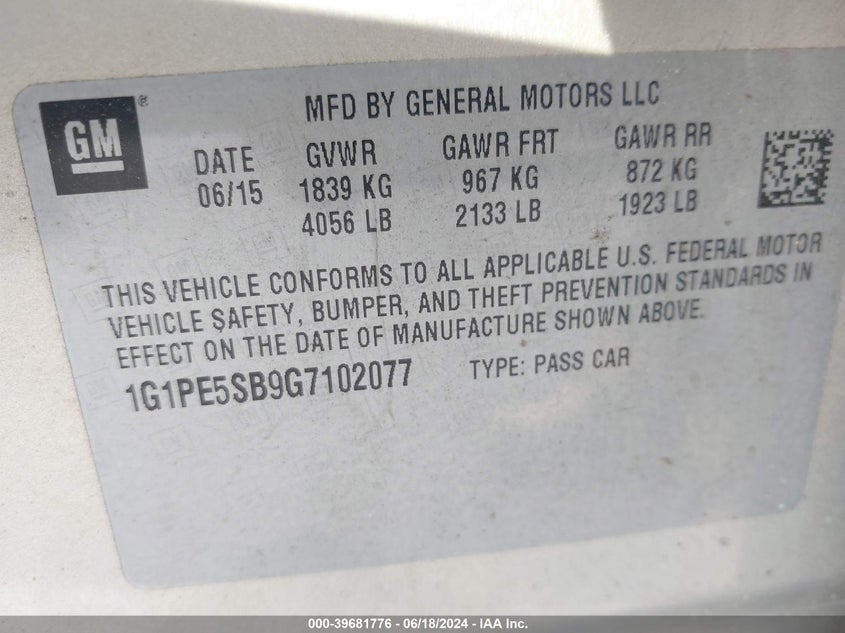 GM®
MFD BY GENERAL MOTORS LLC
DATE GVWR GAWR FRT GAWR RR
06/15 1839 KG 967 KG 872 KG
4056 LB 2133 LB 1923 LB
THIS VEHICLE CONFORMS TO ALL APPLICABLE U.S. FEDERAL MOTOR
VEHICLE SAFETY, BUMPER, AND THEFT PREVENTION STANDARDS IN
EFFECT ON THE DATE OF MANUFACTURE SHOWN ABOVE.
1G1PE5SB9G7102077 TYPE: PASS CAR
000-39681776 - 06/18/2024 - IAA Inc.